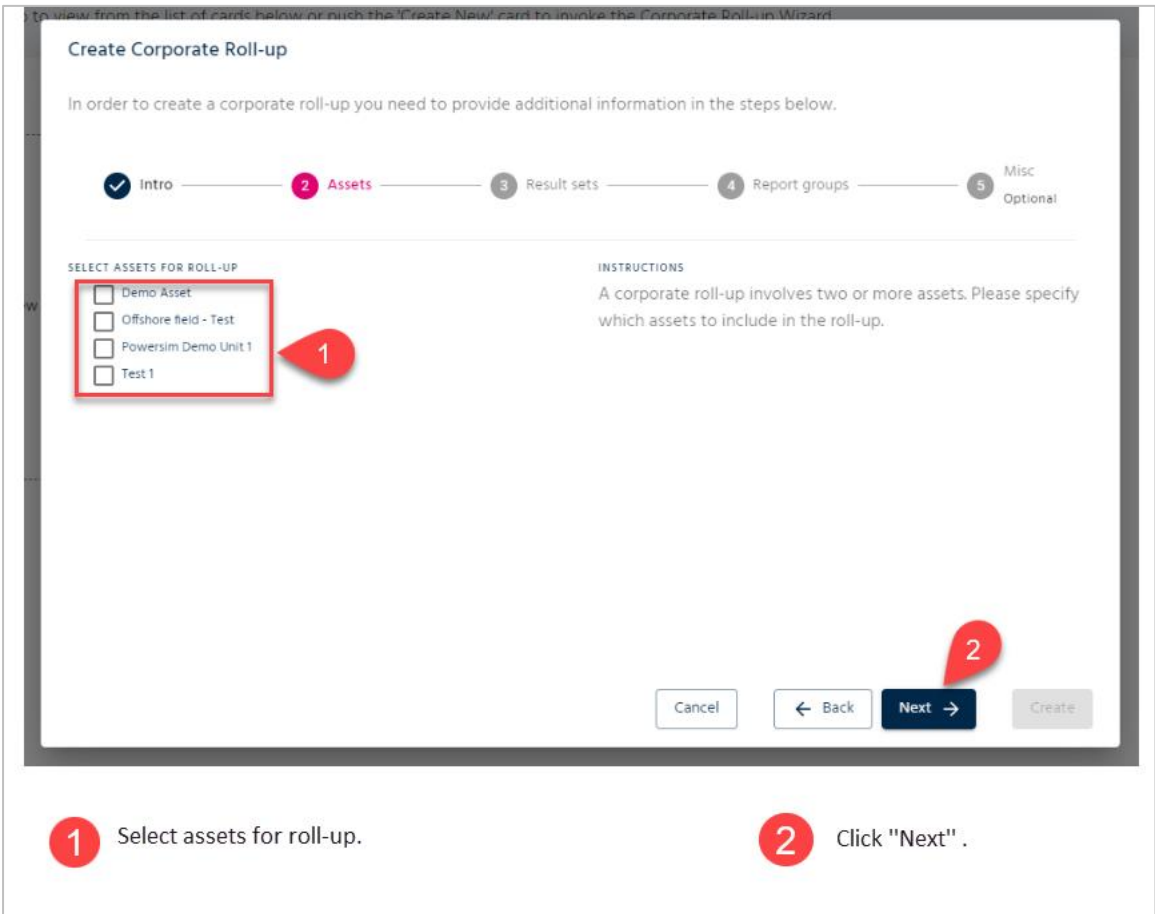 to view from the list of cards below or push the 'Create New' card to invoke the Corporate Roll-up Wizard
Create Corporate Roll-up
In order to create a corporate roll-up you need to provide additional information in the steps below.
Intro
2 Assets
3 Result sets
4 Report groups
5 Misc
Optional
SELECT ASSETS FOR ROLL-UP
Demo Asset
Offshore field - Test
Powersim Demo Unit 1
Test 1
1
INSTRUCTIONS
A corporate roll-up involves two or more assets. Please specify
which assets to include in the roll-up.
2
Cancel
← Back
Next →
Create
1 Select assets for roll-up.
2 Click "Next" .